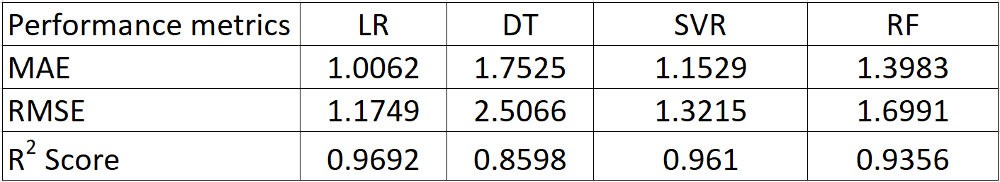 Performance metrics LR DT SVR RF
MAE 1.0062 1.7525 1.1529 1.3983
RMSE 1.1749 2.5066 1.3215 1.6991
R² Score 0.9692 0.8598 0.961 0.9356